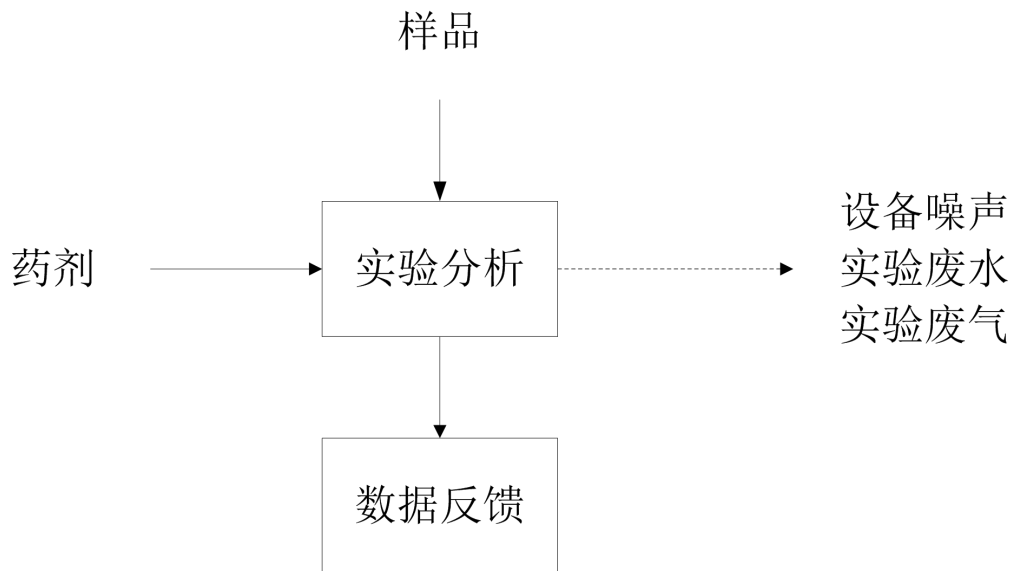 样品
药剂
实验分析
设备噪声
实验废水
实验废气
数据反馈